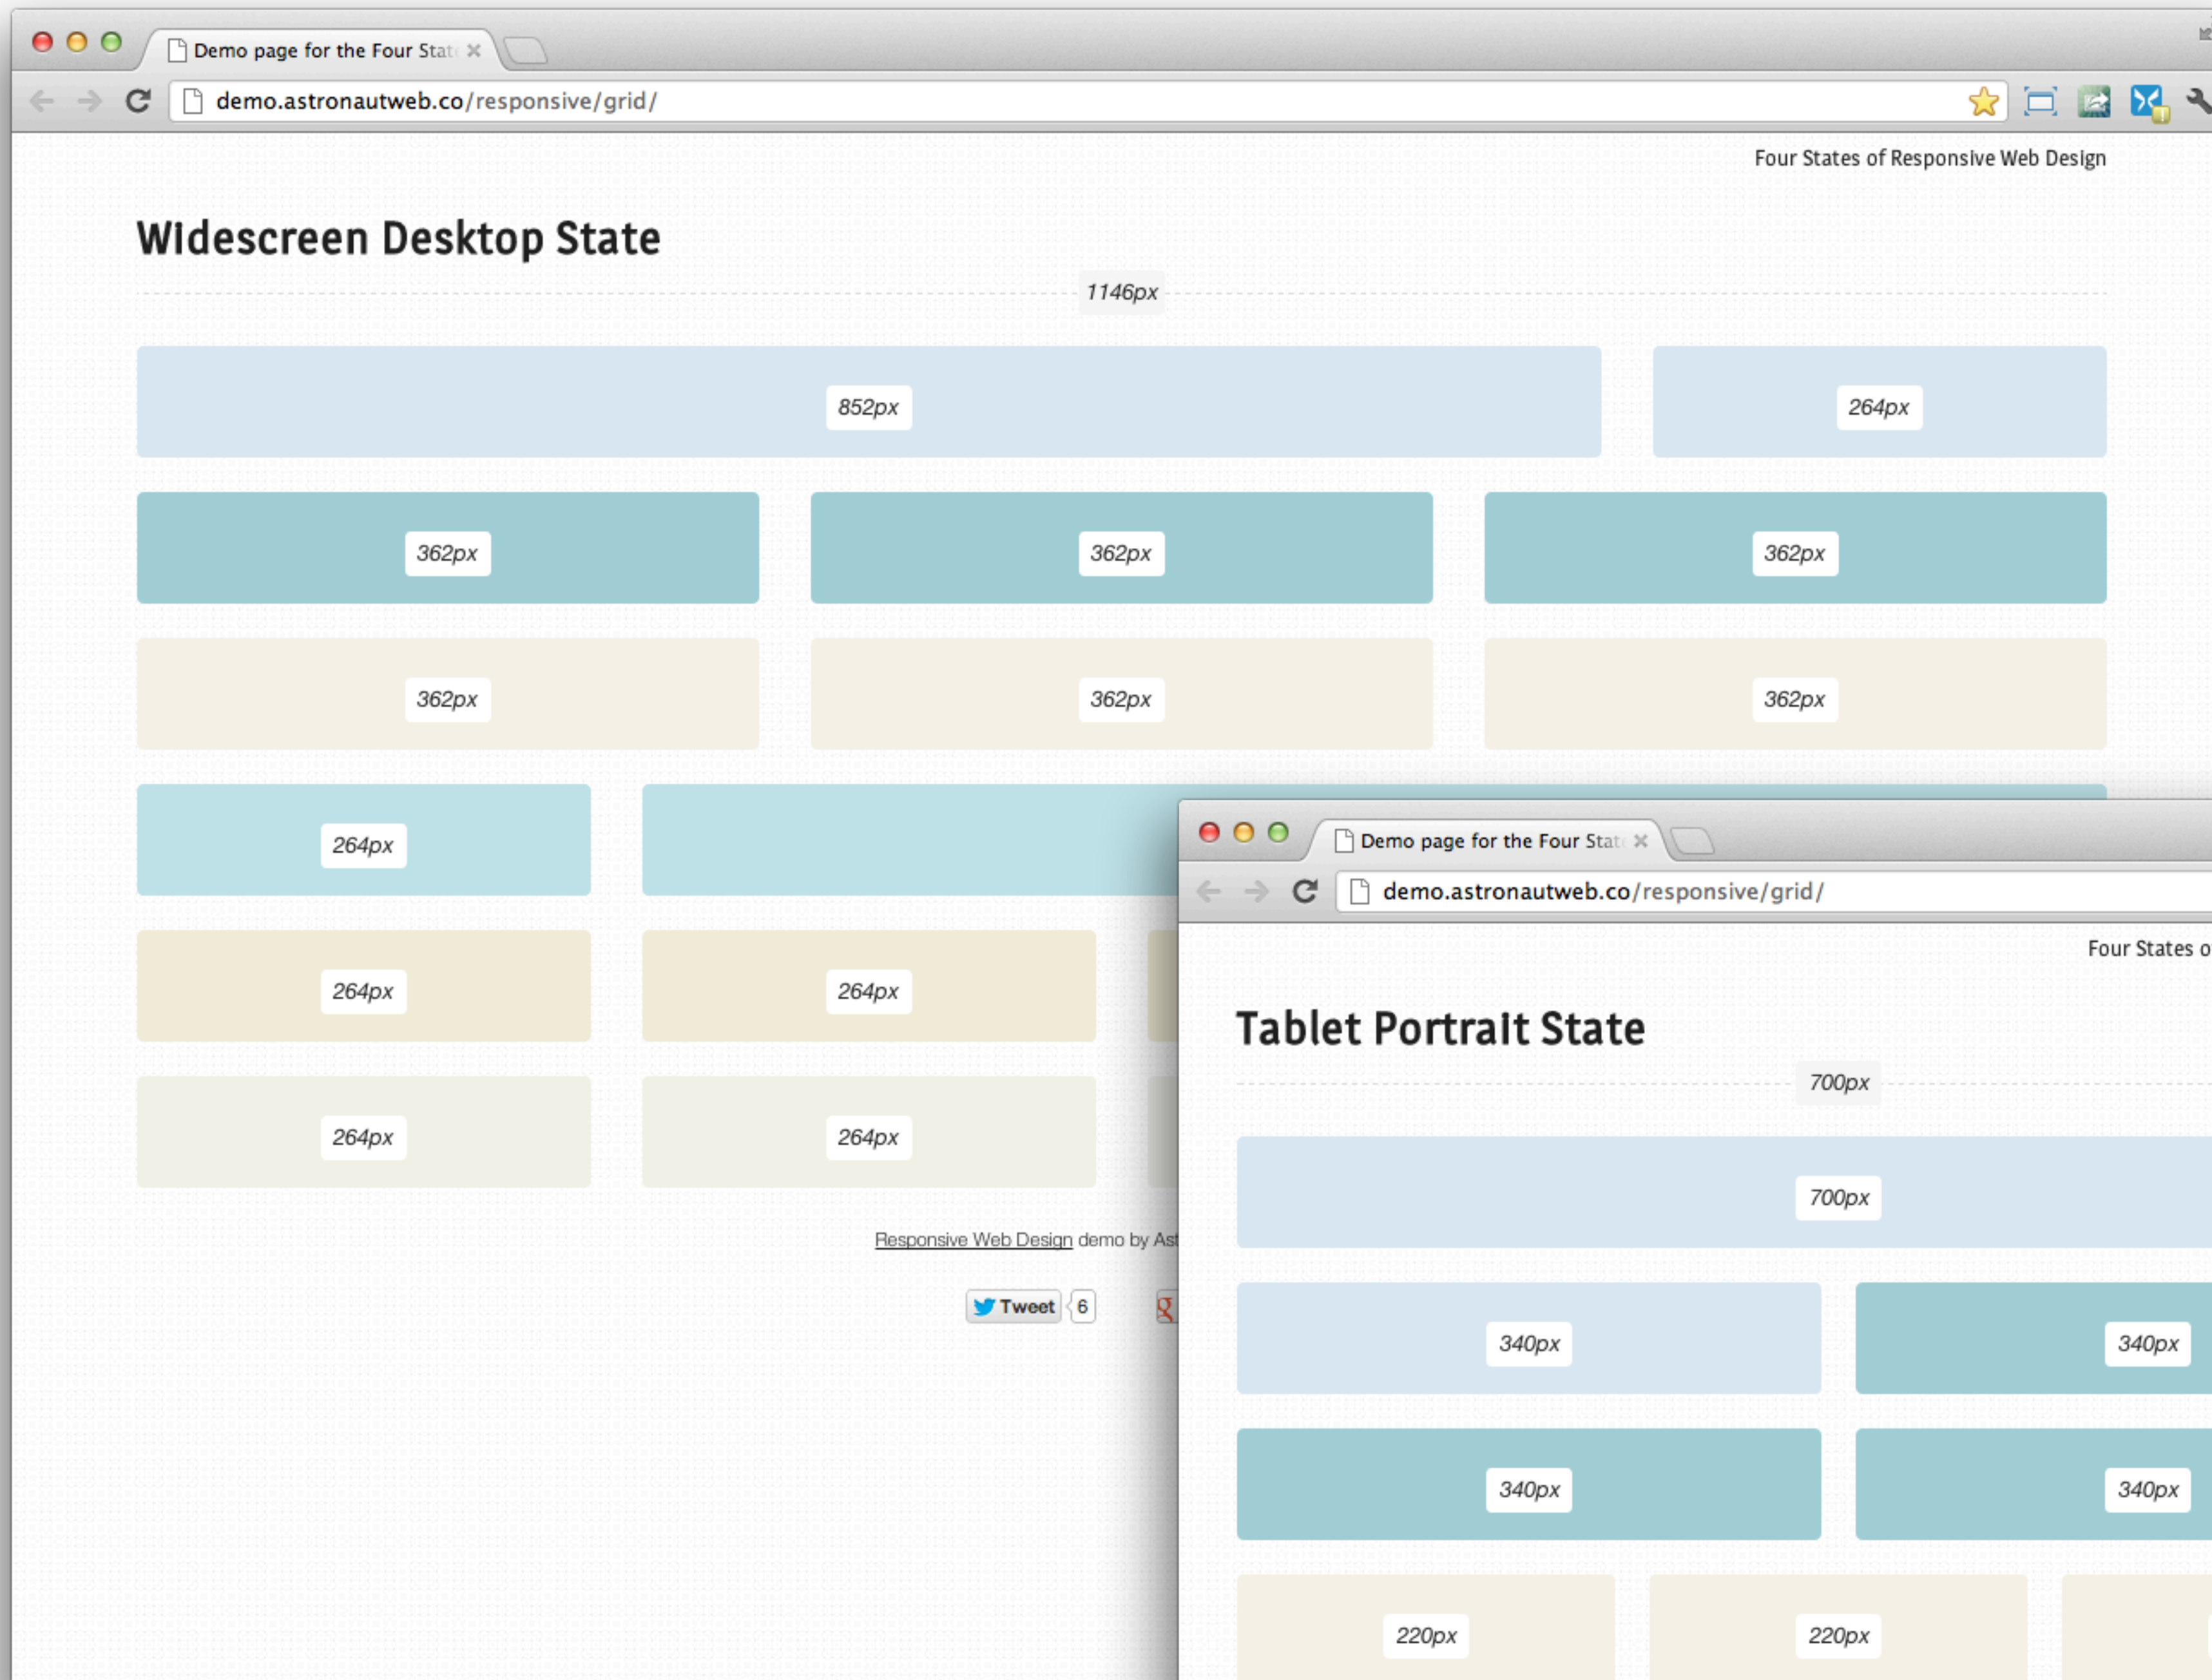 Demo page for the Four Stat
demo.astronautweb.co/responsive/grid/
Four States of Responsive Web Design
Widescreen Desktop State
1146px
852px 264px
362px 362px 362px
362px 362px 362px
264px
264px 264px
264px 264px
Responsive Web Design demo by Ast
Tweet 6
g
Demo page for the Four Stat
demo.astronautweb.co/responsive/grid/
Four States o
Tablet Portrait State
700px
700px
340px 340px
340px 340px
220px 220px